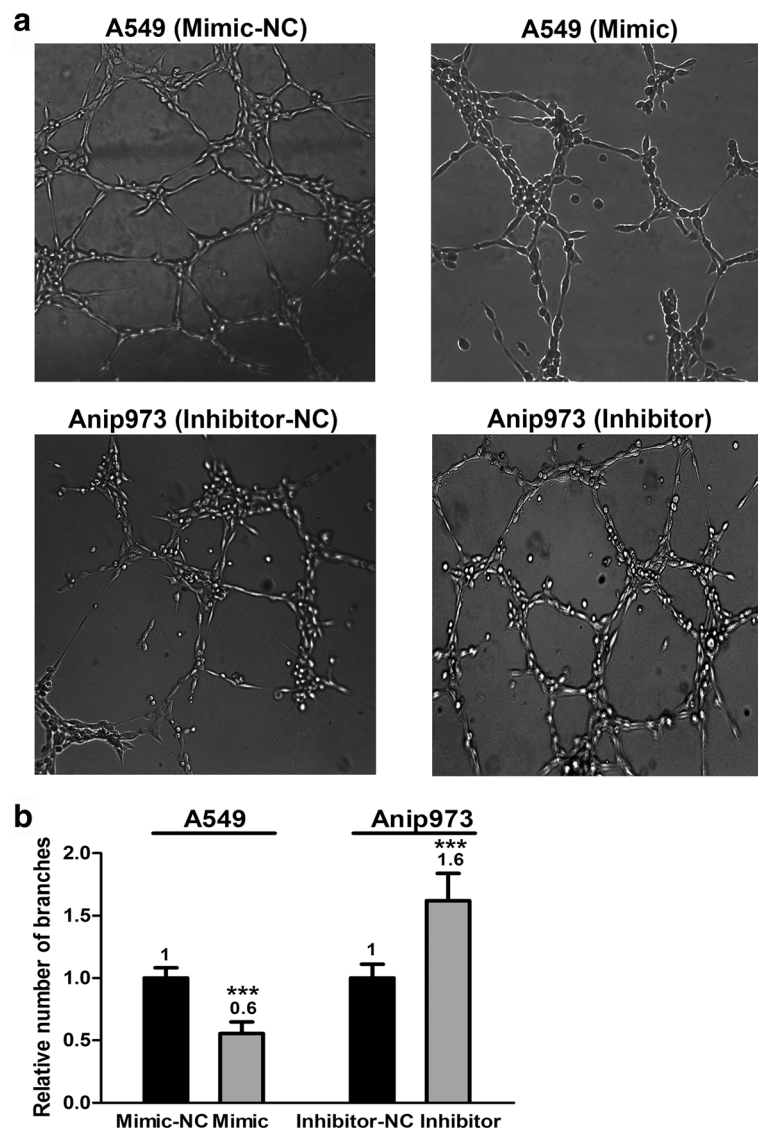 a
A549 (Mimic-NC) A549 (Mimic)
Anip973 (Inhibitor-NC) Anip973 (Inhibitor)
b
A549 Anip973
Relative number of branches
2.0
1.5
1.0
0.5
0.0
1
***
0.6
1
***
1.6
Mimic-NC Mimic Inhibitor-NC Inhibitor